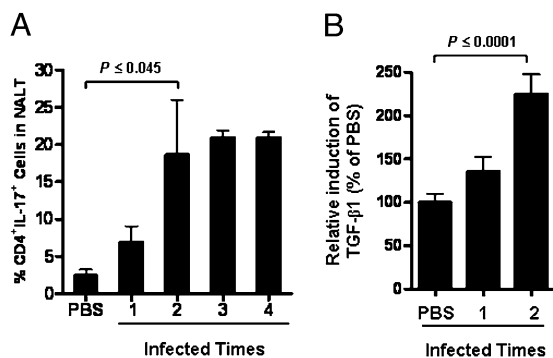 A
P ≤ 0.045
% CD4+IL-17+ Cells in NALT
30
25
20
15
10
5
0
PBS 1 2 3 4
Infected Times
B
P ≤ 0.0001
Relative induction of
TGF-β1 (% of PBS)
250
200
150
100
50
0
PBS 1 2
Infected Times